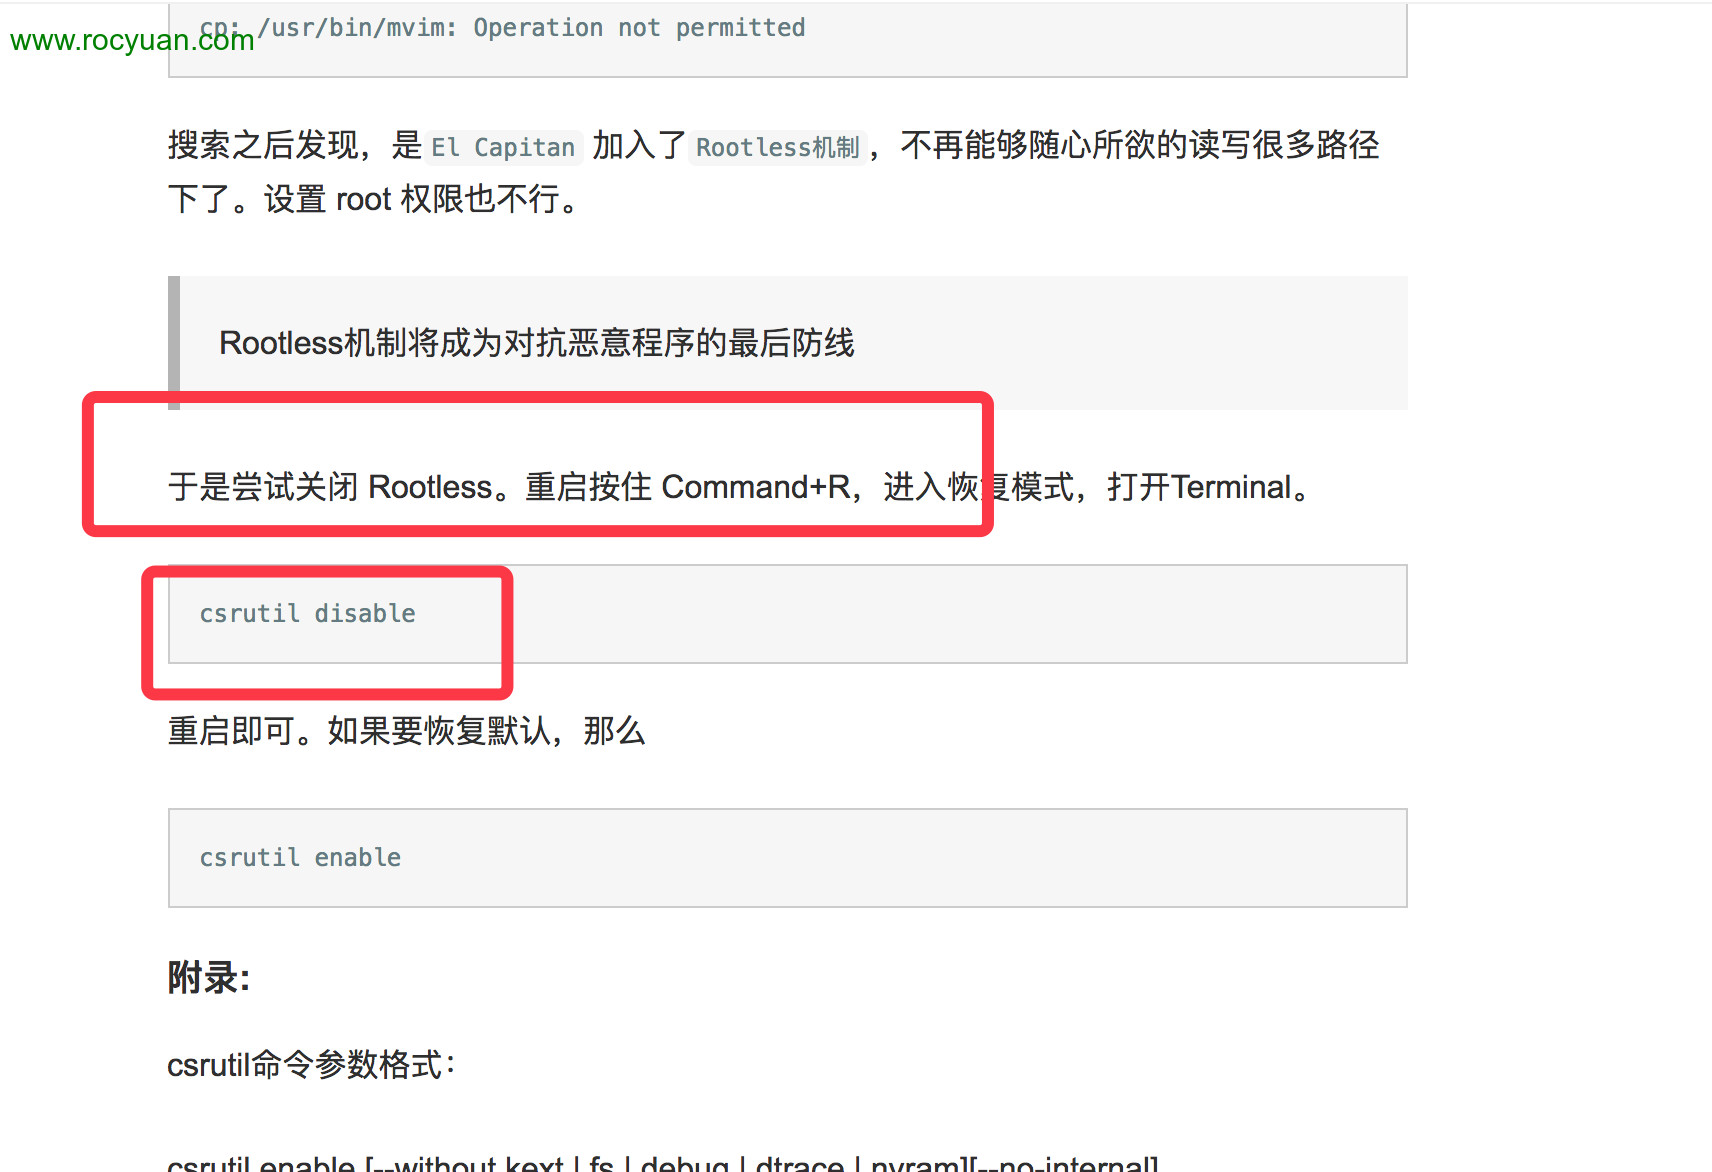 cp: /usr/bin/mvim: Operation not permitted
www.rocyuan.com
搜索之后发现，是 El Capitan 加入了 Rootless机制 ，不再能够随心所欲的读写很多路径
下了。设置 root 权限也不行。
Rootless机制将成为对抗恶意程序的最后防线
于是尝试关闭 Rootless。重启按住 Command+R，进入恢复模式，打开Terminal。
csrutil disable
重启即可。如果要恢复默认，那么
csrutil enable
附录:
csrutil命令参数格式：
csrutil enable [--without kext | fs | debug | dtrace | nvram][--no-internal]